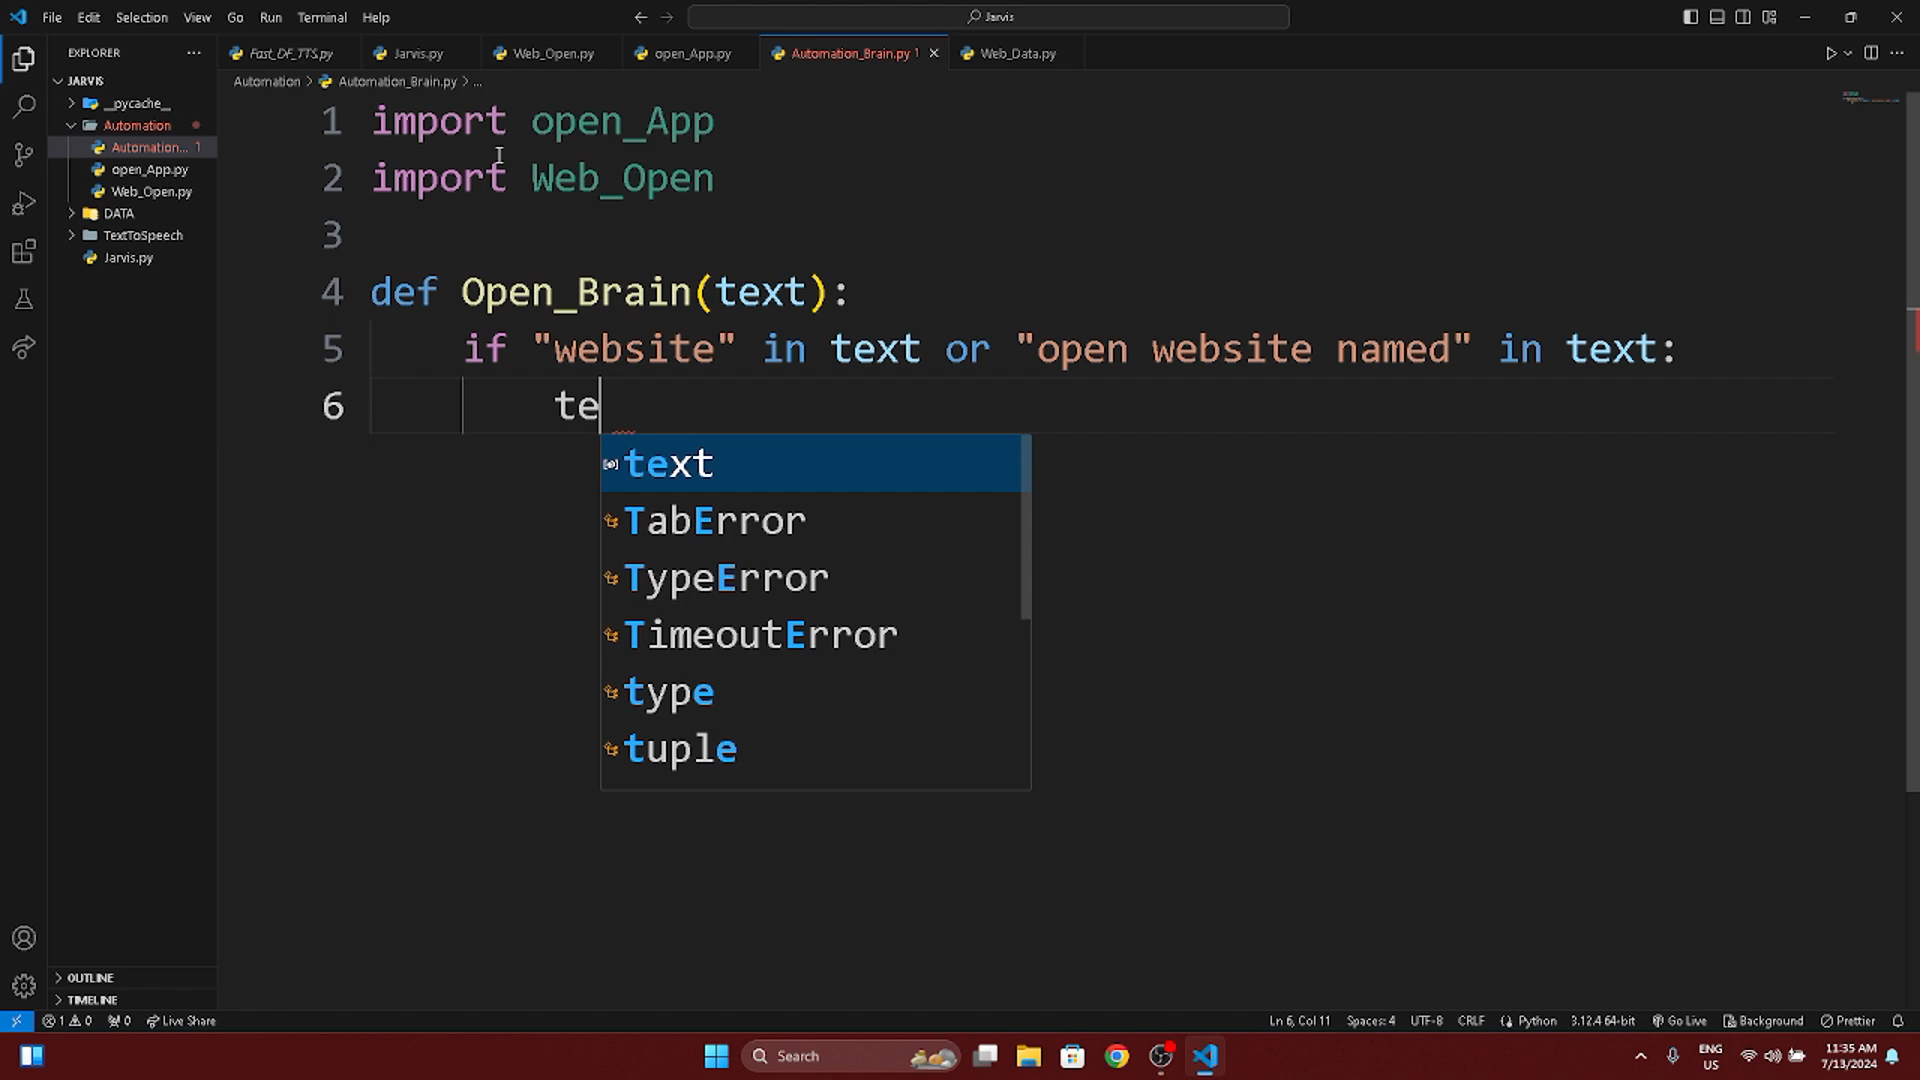 File Edit Selection View Go Run Terminal Help
Jarvis
EXPLORER
Fast_DF_TTS.py
Jarvis.py
Web_Open.py
open_App.py
Automation_Brain.py 1
Web_Data.py
JARVIS
__pycache__
Automation
Automation... 1
open_App.py
Web_Open.py
DATA
TextToSpeech
Jarvis.py
OUTLINE
TIMELINE
Automation > Automation_Brain.py > ...
1 import open_App
2 import Web_Open
3
4 def Open_Brain(text):
5 if "website" in text or "open website named" in text:
6 te
text
TabError
TypeError
TimeoutError
type
tuple
1 0 0 Live Share
Ln 6, Col 11 Spaces: 4 UTF-8 CRLF Python 3.12.4 64-bit Go Live Background Prettier
Search
ENG
US
11:35 AM
7/13/2024